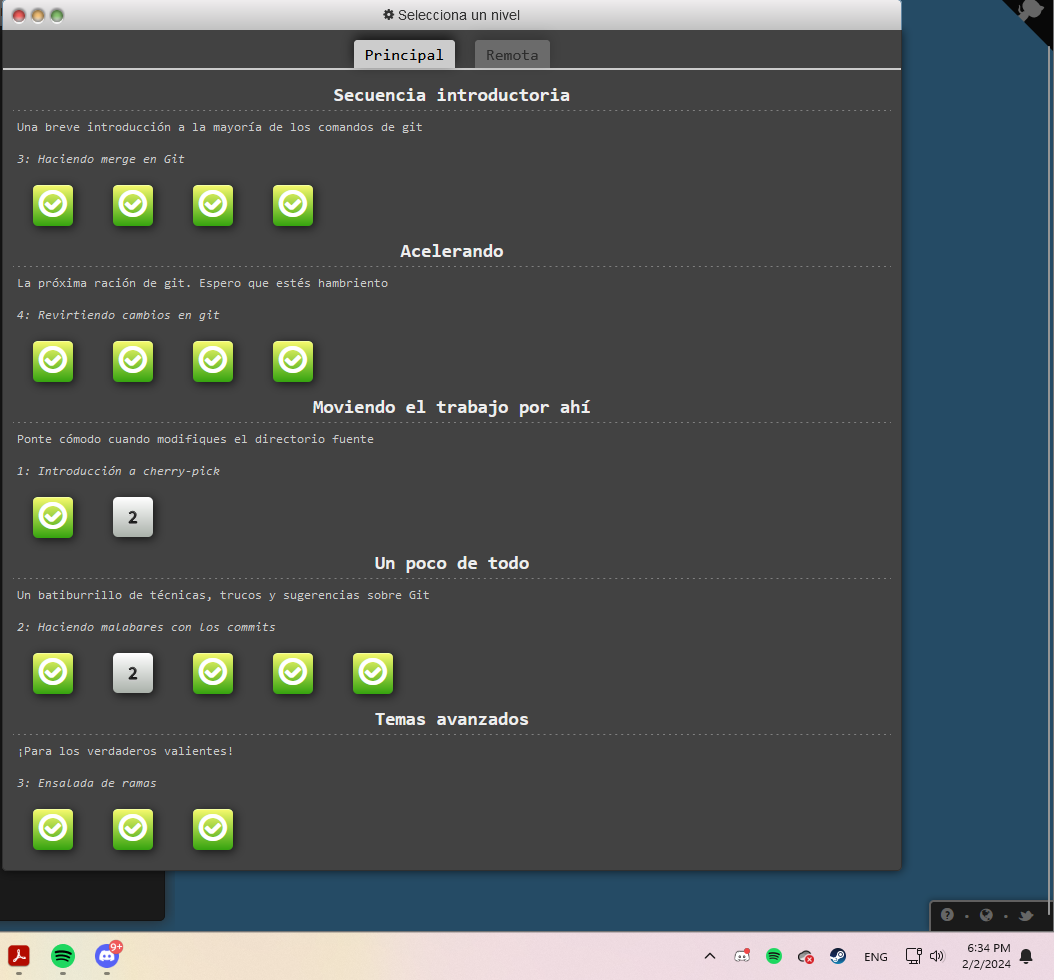 Selecciona un nivel
Principal Remota
Secuencia introductoria
Una breve introducción a la mayoría de los comandos de git
3: Haciendo merge en Git
Acelerando
La próxima ración de git. Espero que estés hambriento
4: Revirtiendo cambios en git
Moviendo el trabajo por ahí
Ponte cómodo cuando modifiques el directorio fuente
1: Introducción a cherry-pick
2
Un poco de todo
Un batiburrillo de técnicas, trucos y sugerencias sobre Git
2: Haciendo malabares con los commits
2
Temas avanzados
¡Para los verdaderos valientes!
3: Ensalada de ramas
?
9+
ENG
6:34 PM
2/2/2024